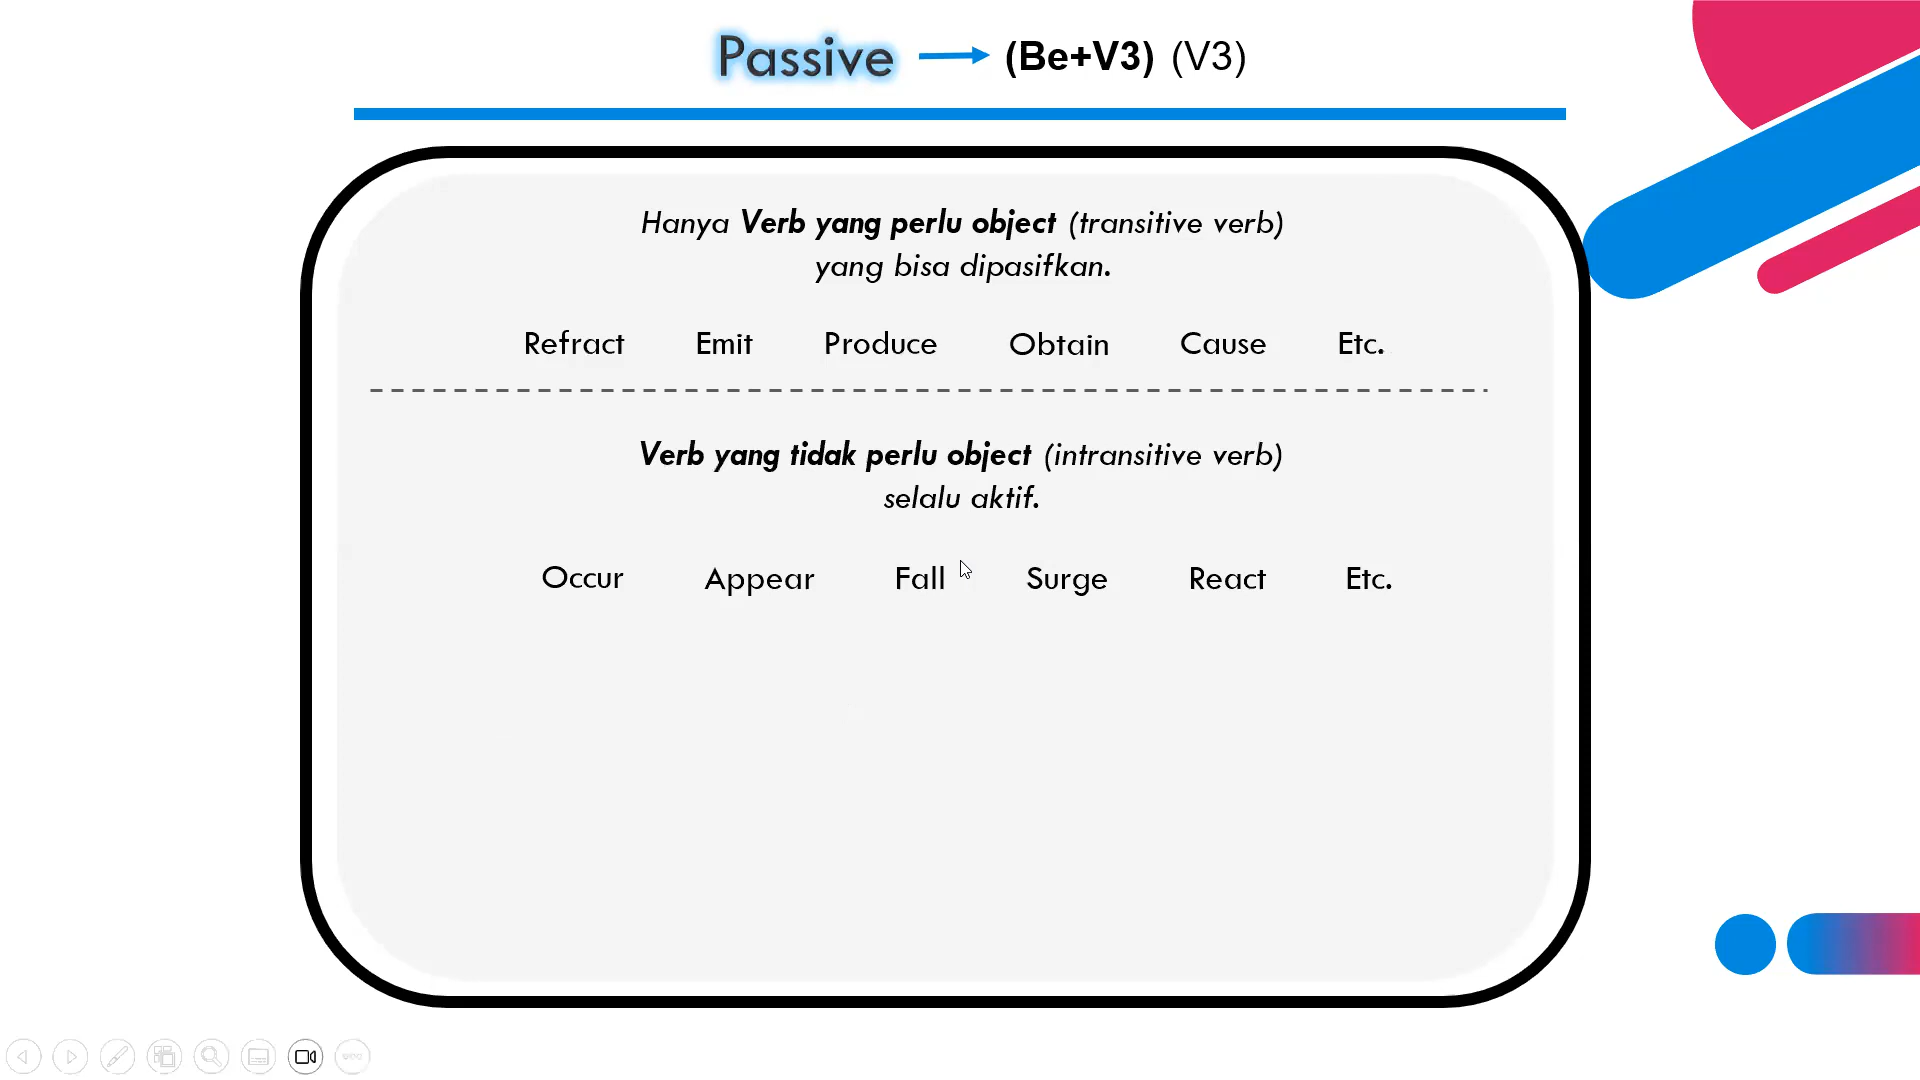 Passive (Be+V3) (V3)
Hanya Verb yang perlu object (transitive verb)
yang bisa dipasifkan.
Refract Emit Produce Obtain Cause Etc.
Verb yang tidak perlu object (intransitive verb)
selalu aktif.
Occur Appear Fall Surge React Etc.